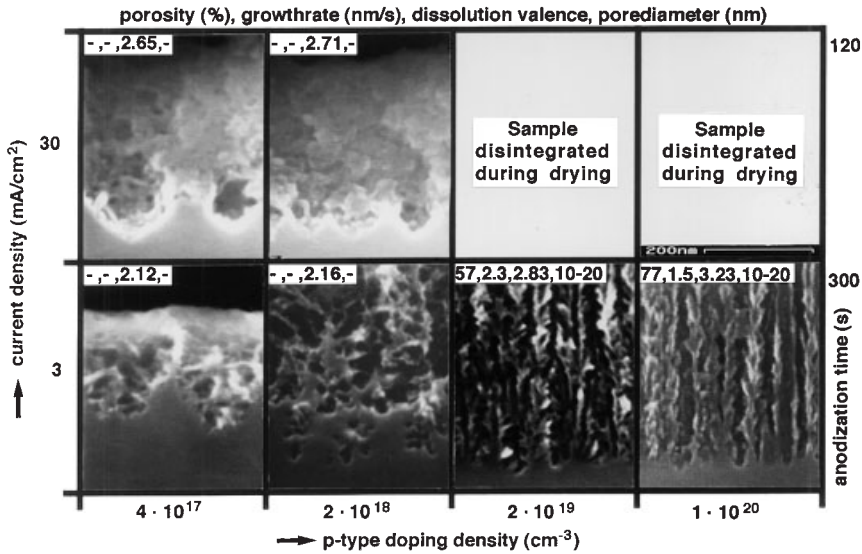 porosity (%), growthrate (nm/s), dissolution valence, porediameter (nm)
- ,- ,2.65,-
- ,- ,2.71,-
120
30
Sample
disintegrated
during drying
Sample
disintegrated
during drying
200nm
- ,- ,2.12,-
- ,- ,2.16,-
57,2.3,2.83,10-20
77,1.5,3.23,10-20
300
3
current density (mA/cm²)
anodization time (s)
4 · 10¹⁷
2 · 10¹⁸
2 · 10¹⁹
1 · 10²⁰
p-type doping density (cm⁻³)